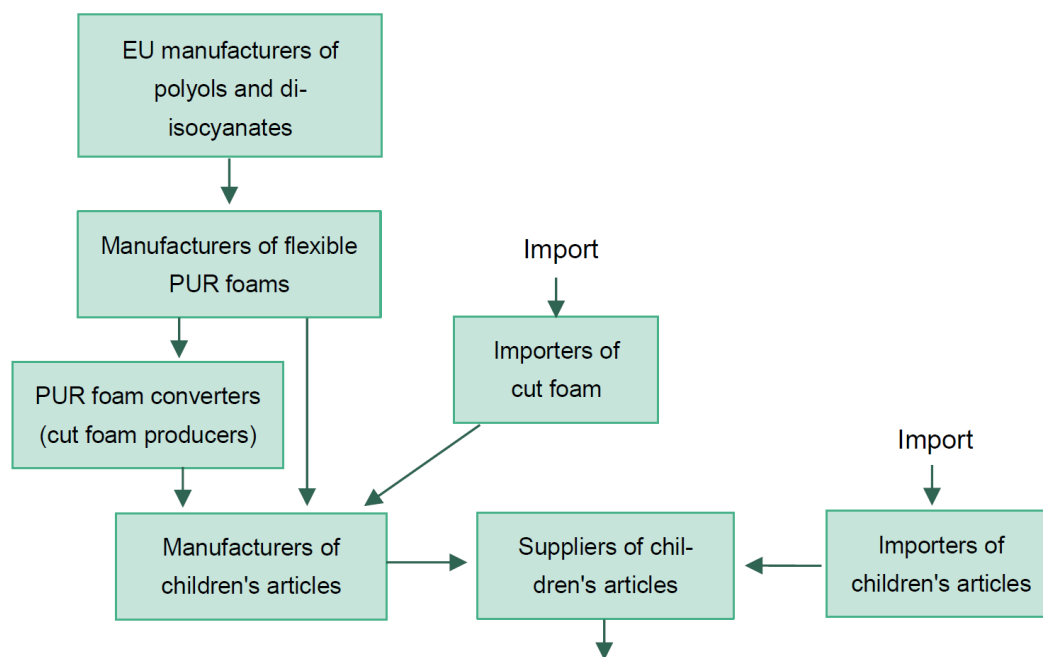 EU manufacturers of
polyols and di-
isocyanates
Manufacturers of flexible
PUR foams
Import
Importers of
cut foam
PUR foam converters
(cut foam producers)
Import
Manufacturers of
children's articles
Suppliers of chil-
dren's articles
Importers of
children's articles